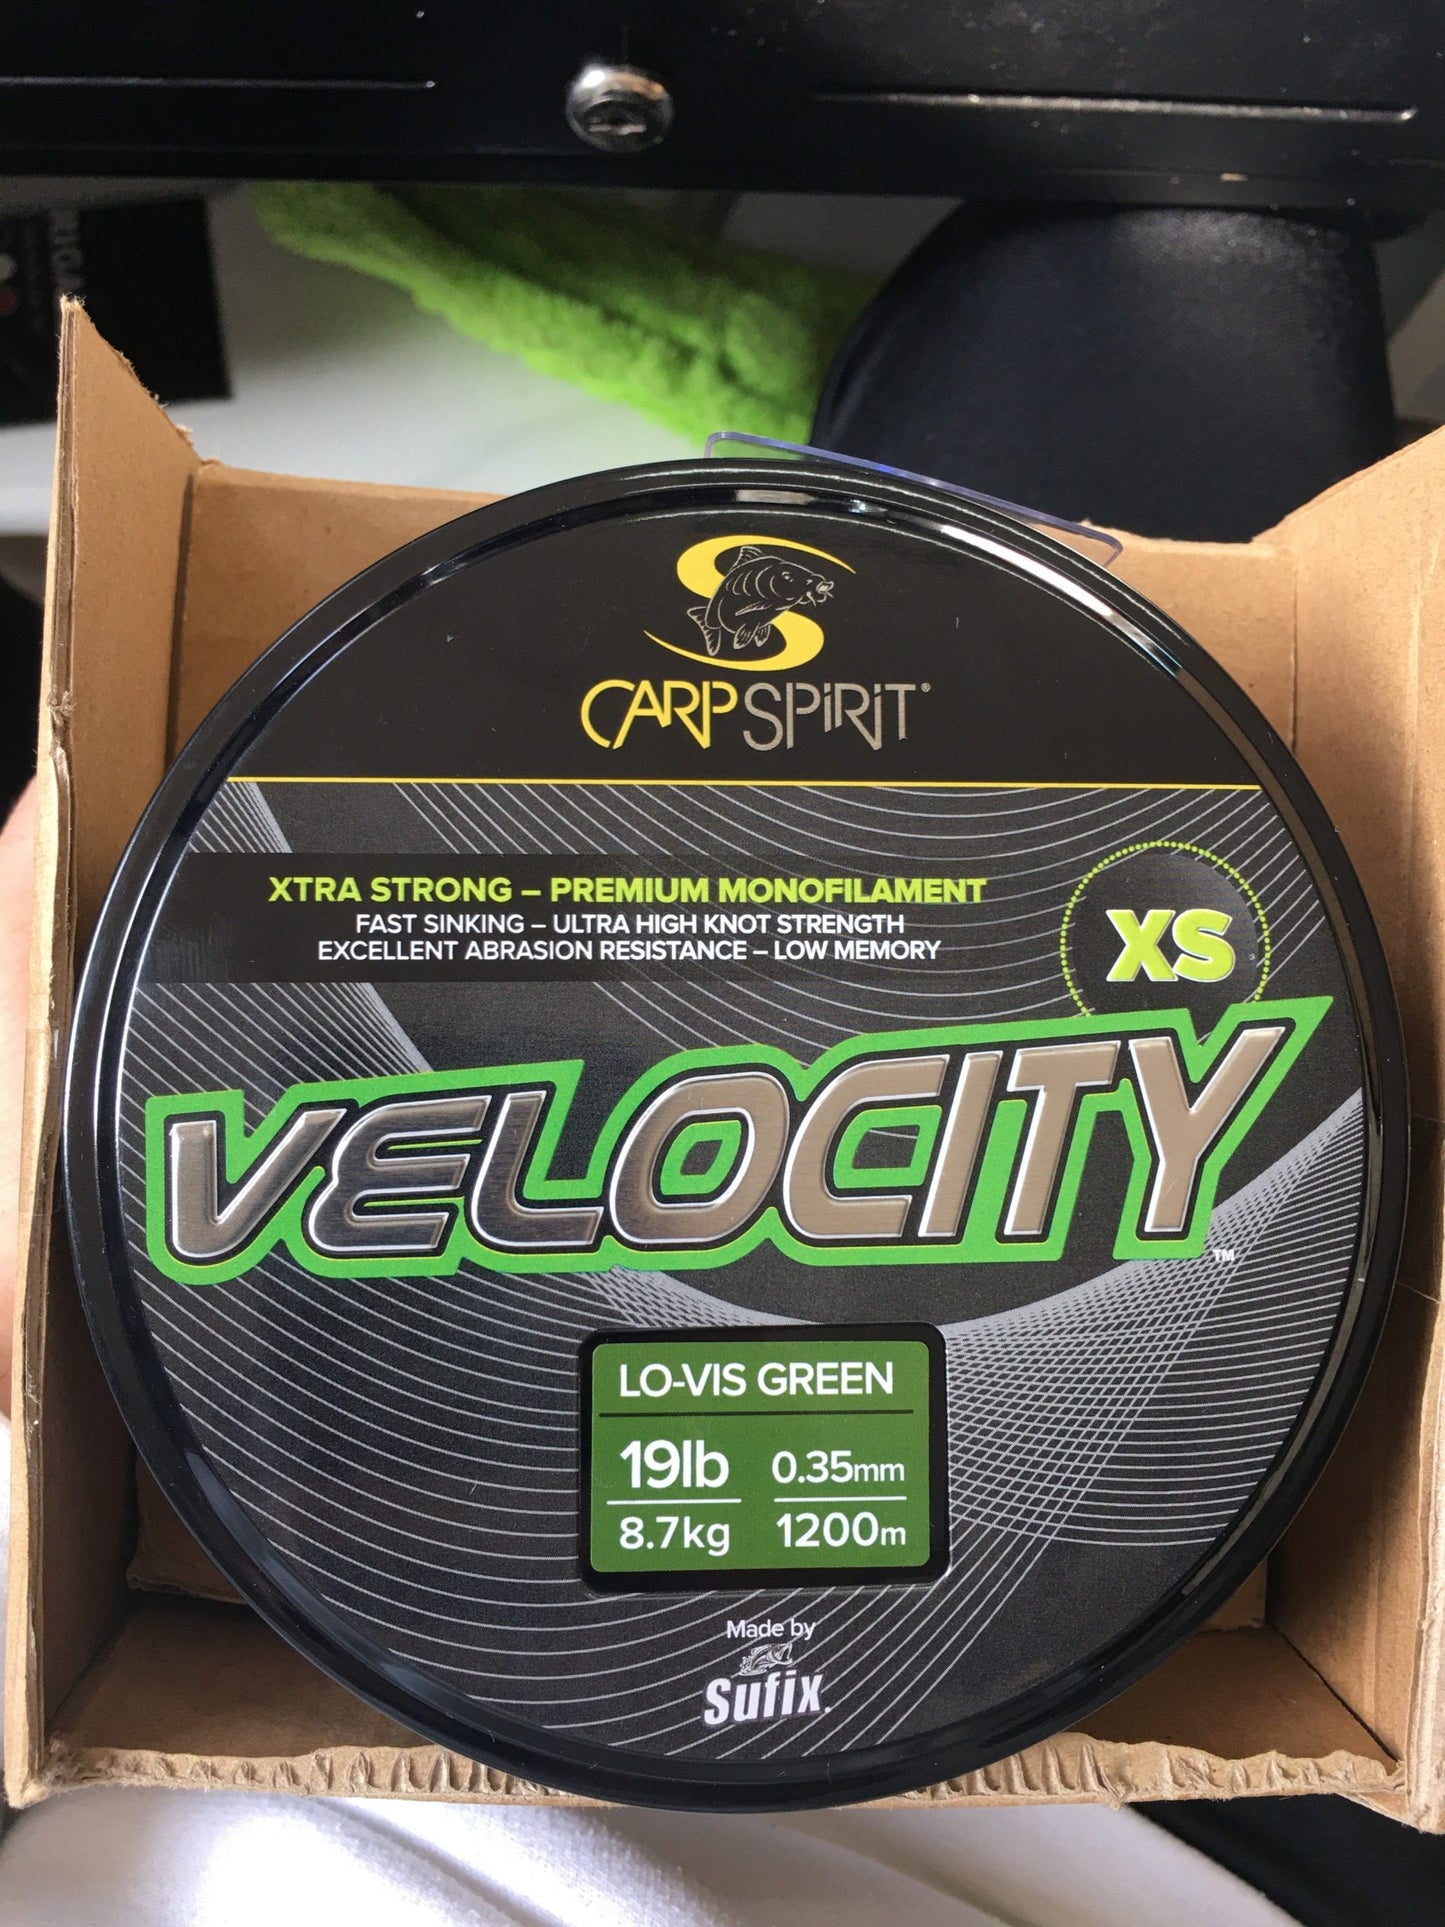 CARP SPIRIT®
XTRA STRONG – PREMIUM MONOFILAMENT
FAST SINKING – ULTRA HIGH KNOT STRENGTH
EXCELLENT ABRASION RESISTANCE – LOW MEMORY
XS
VELOCITY™
LO-VIS GREEN
19lb 0.35mm
8.7kg 1200m
Made by
Sufix.